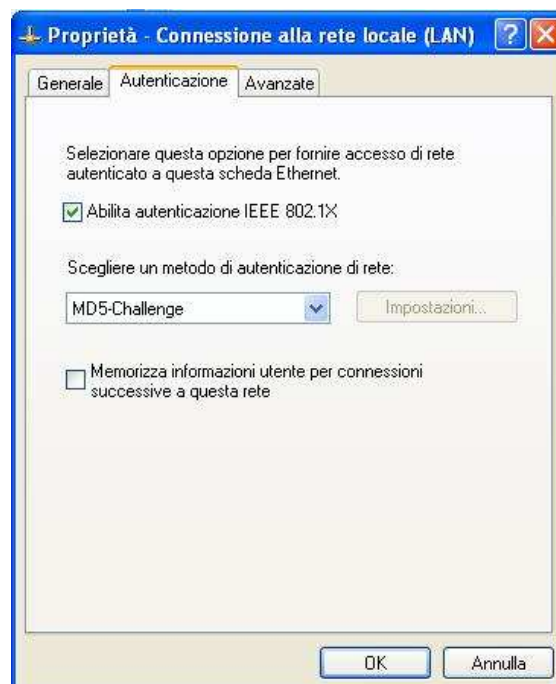 Proprietà - Connessione alla rete locale (LAN)
Generale
Autenticazione
Avanzate
Selezionare questa opzione per fornire accesso di rete
autenticato a questa scheda Ethernet.
Abilita autenticazione IEEE 802.1X
Scegliere un metodo di autenticazione di rete:
MD5-Challenge
Impostazioni...
Memorizza informazioni utente per connessioni
successive a questa rete
OK
Annulla